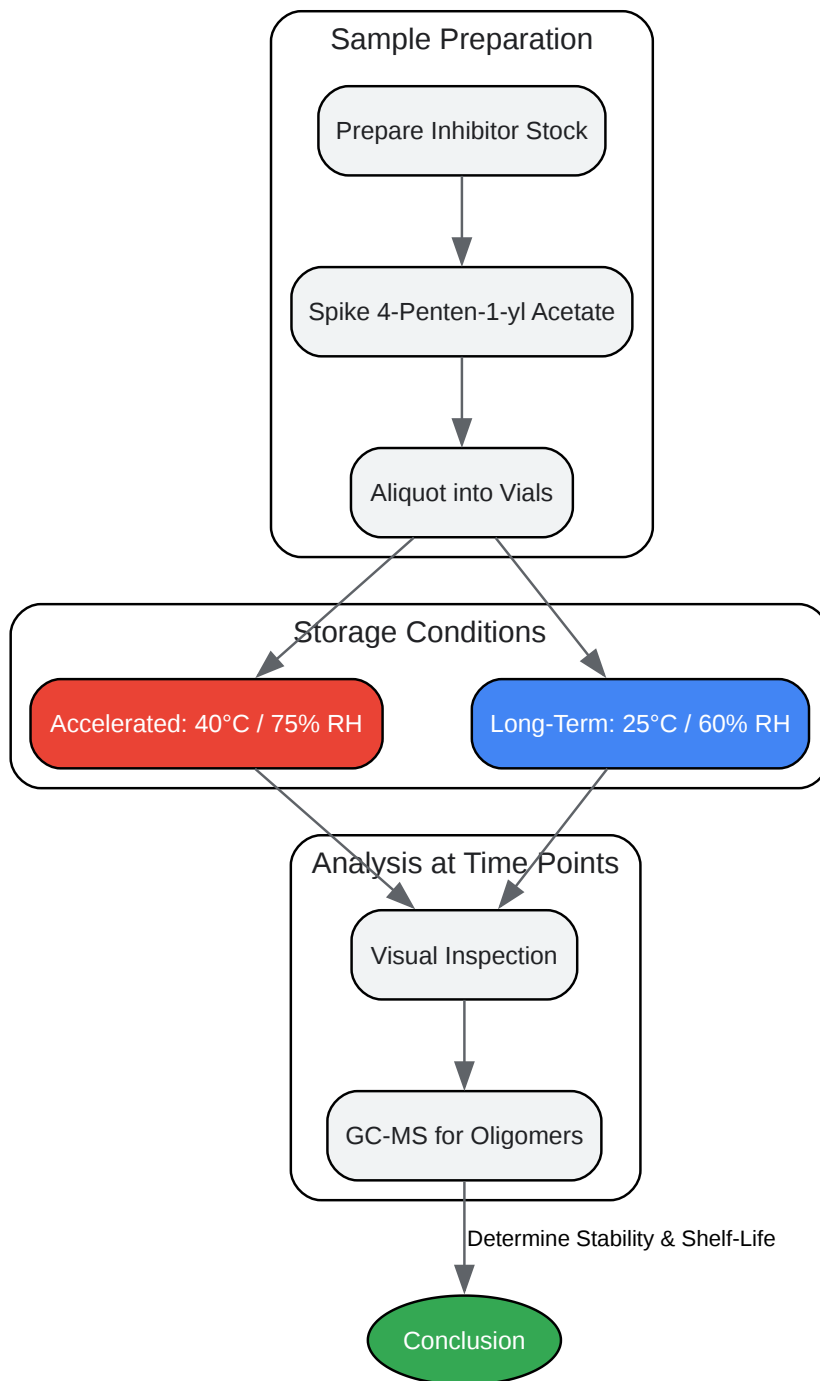 Sample Preparation
Prepare Inhibitor Stock
Spike 4-Penten-1-yl Acetate
Aliquot into Vials
Storage Conditions
Accelerated: 40°C / 75% RH
Long-Term: 25°C / 60% RH
Analysis at Time Points
Visual Inspection
GC-MS for Oligomers
Determine Stability & Shelf-Life
Conclusion